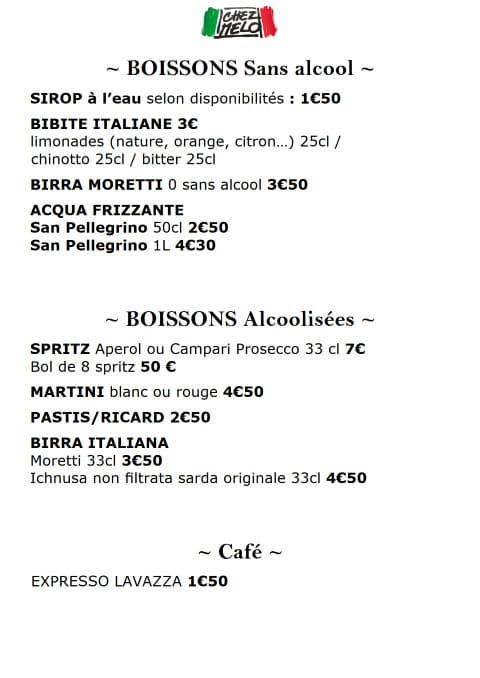 CHEZ
MELO
~ BOISSONS Sans alcool ~
SIROP à l’eau selon disponibilités : 1€50
BIBITE ITALIANE 3€
limonades (nature, orange, citron…) 25cl /
chinotto 25cl / bitter 25cl
BIRRA MORETTI 0 sans alcool 3€50
ACQUA FRIZZANTE
San Pellegrino 50cl 2€50
San Pellegrino 1L 4€30
~ BOISSONS Alcoolisées ~
SPRITZ Aperol ou Campari Prosecco 33 cl 7€
Bol de 8 spritz 50 €
MARTINI blanc ou rouge 4€50
PASTIS/RICARD 2€50
BIRRA ITALIANA
Moretti 33cl 3€50
Ichnusa non filtrata sarda originale 33cl 4€50
~ Café ~
EXPRESSO LAVAZZA 1€50